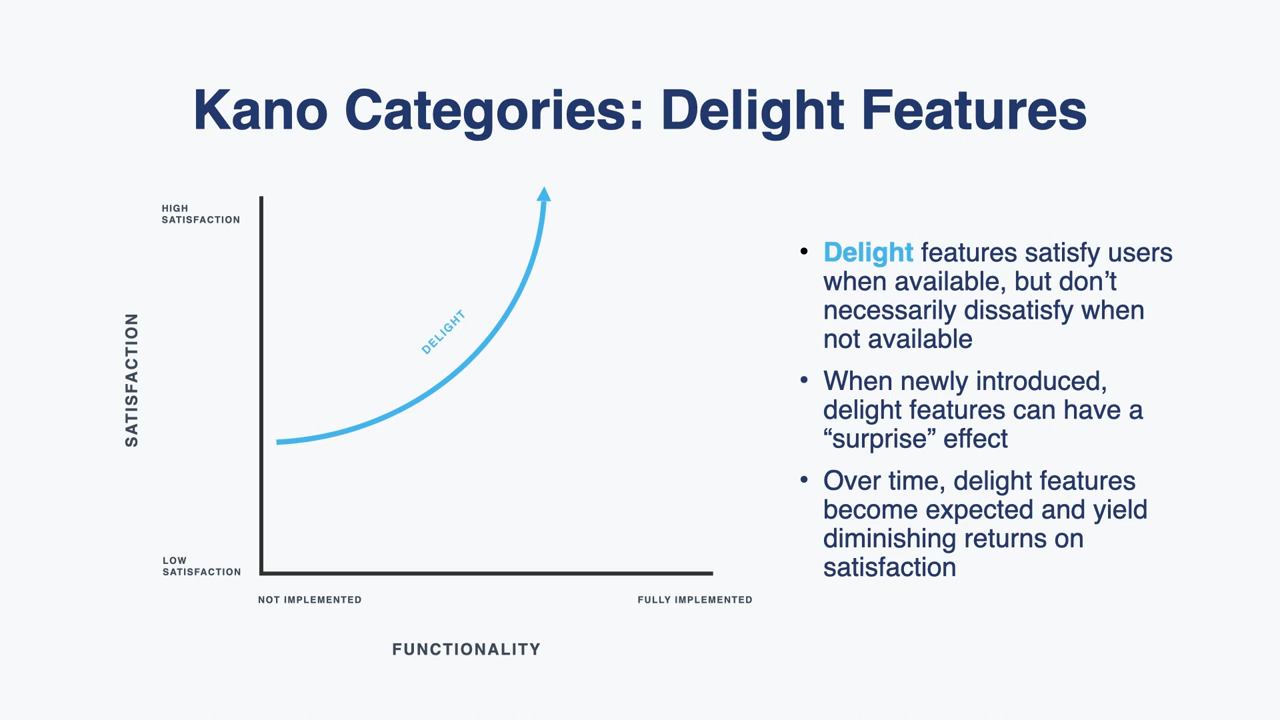 Kano Categories: Delight Features
HIGH
SATISFACTION
SATISFACTION
DELIGHT
LOW
SATISFACTION
NOT IMPLEMENTED
FULLY IMPLEMENTED
FUNCTIONALITY
• Delight features satisfy users
when available, but don’t
necessarily dissatisfy when
not available
• When newly introduced,
delight features can have a
“surprise” effect
• Over time, delight features
become expected and yield
diminishing returns on
satisfaction